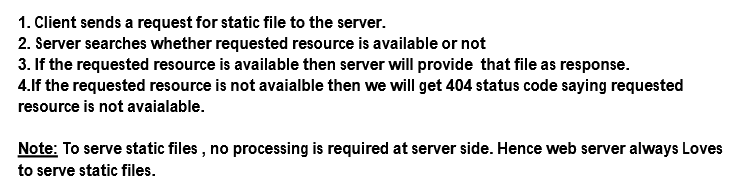 1. Client sends a request for static file to the server.
2. Server searches whether requested resource is available or not
3. If the requested resource is available then server will provide  that file as response.
4.If the requested resource is not avaialble then we will get 404 status code saying requested
resource is not avaialable.
Note: To serve static files , no processing is required at server side. Hence web server always Loves
to serve static files.